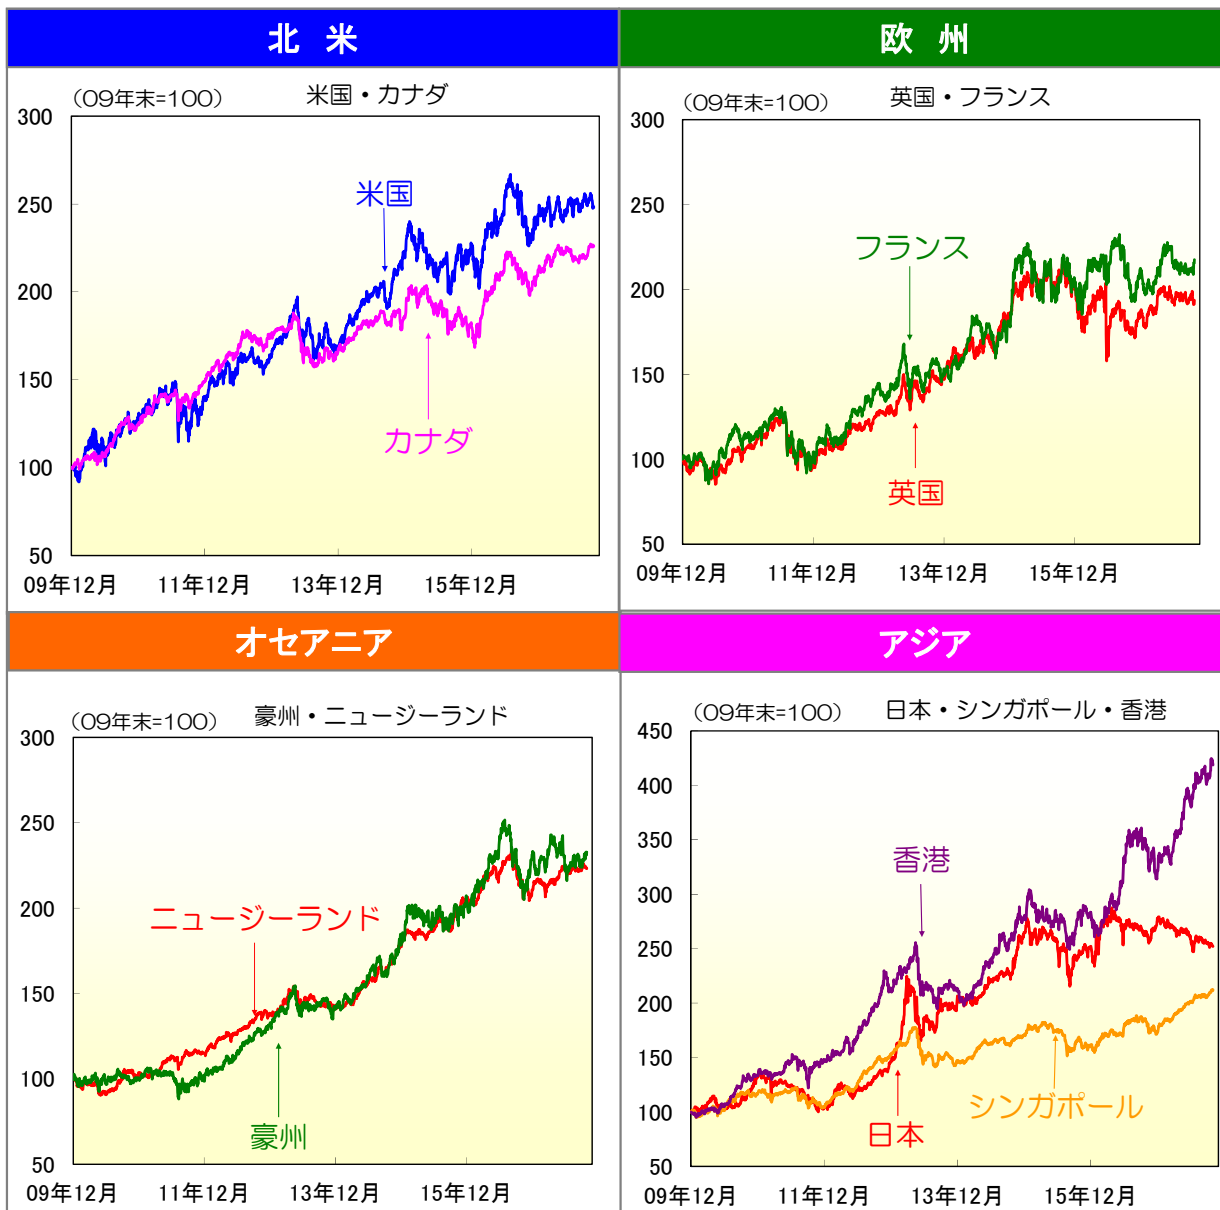 北 米
（09年末=100） 米国・カナダ
300
250
200
150
100
50
米国
カナダ
09年12月 11年12月 13年12月 15年12月
欧 州
（09年末=100） 英国・フランス
300
250
200
150
100
50
フランス
英国
09年12月 11年12月 13年12月 15年12月
オセアニア
（09年末=100） 豪州・ニュージーランド
300
250
200
150
100
50
ニュージーランド
豪州
09年12月 11年12月 13年12月 15年12月
アジア
（09年末=100） 日本・シンガポール・香港
450
400
350
300
250
200
150
100
50
香港
シンガポール
日本
09年12月 11年12月 13年12月 15年12月